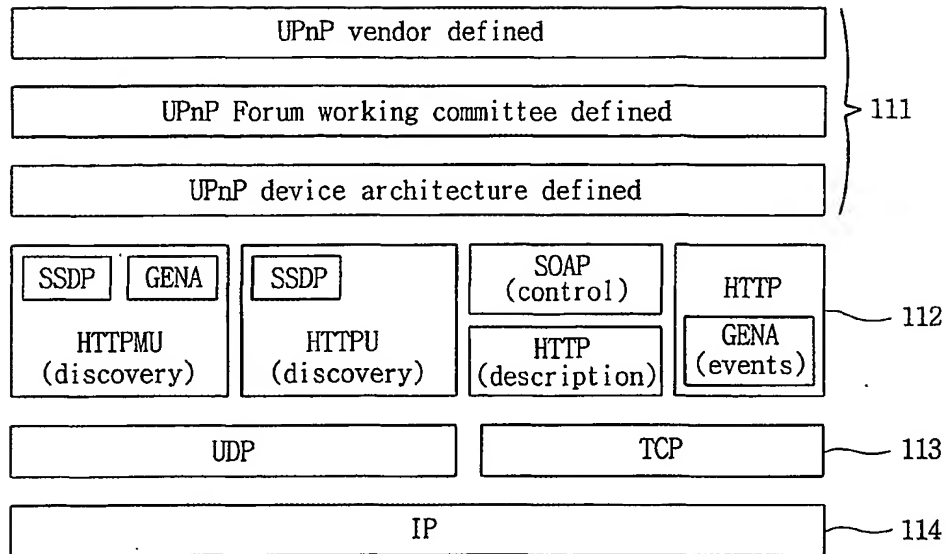 UPnP vendor defined
UPnP Forum working committee defined
111
UPnP device architecture defined
SSDP
GENA
HTTPMU
(discovery)
SSDP
HTTPU
(discovery)
SOAP
(control)
HTTP
(description)
HTTP
GENA
(events)
112
UDP
TCP
113
IP
114